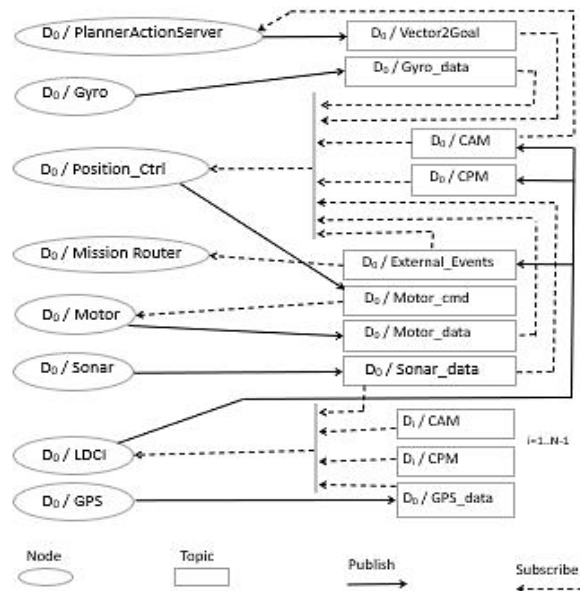 D₀ / PlannerActionServer
D₀ / Vector2Goal
D₀ / Gyro_data
D₀ / Gyro
D₀ / CAM
D₀ / Position_Ctrl
D₀ / CPM
D₀ / Mission Router
D₀ / External_Events
D₀ / Motor_cmd
D₀ / Motor
D₀ / Motor_data
D₀ / Sonar
D₀ / Sonar_data
Dᵢ / CAM
i=1..N-1
D₀ / LDCI
Dᵢ / CPM
D₀ / GPS
D₀ / GPS_data
Node
Topic
Publish
Subscribe